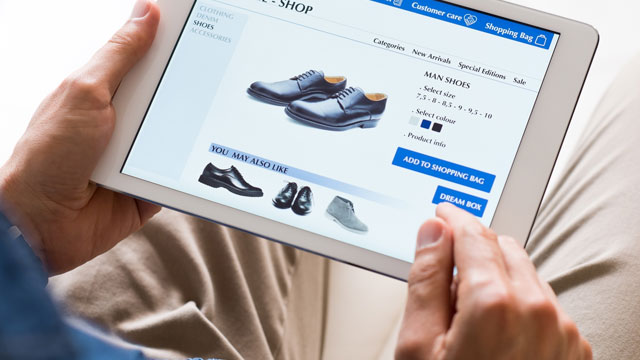 Customer care
Shopping Bag
- SHOP
CLOTHING
DENIM
SHOES
ACCESSORIES
Categories New Arrivals Special Editions Sale
MAN SHOES
. Select size
7,5 - 8 - 8,5 - 9 - 9,5 - 10
. Select colour
. Product info
ADD TO SHOPPING BAG
DREAM BOX
YOU MAY ALSO LIKE